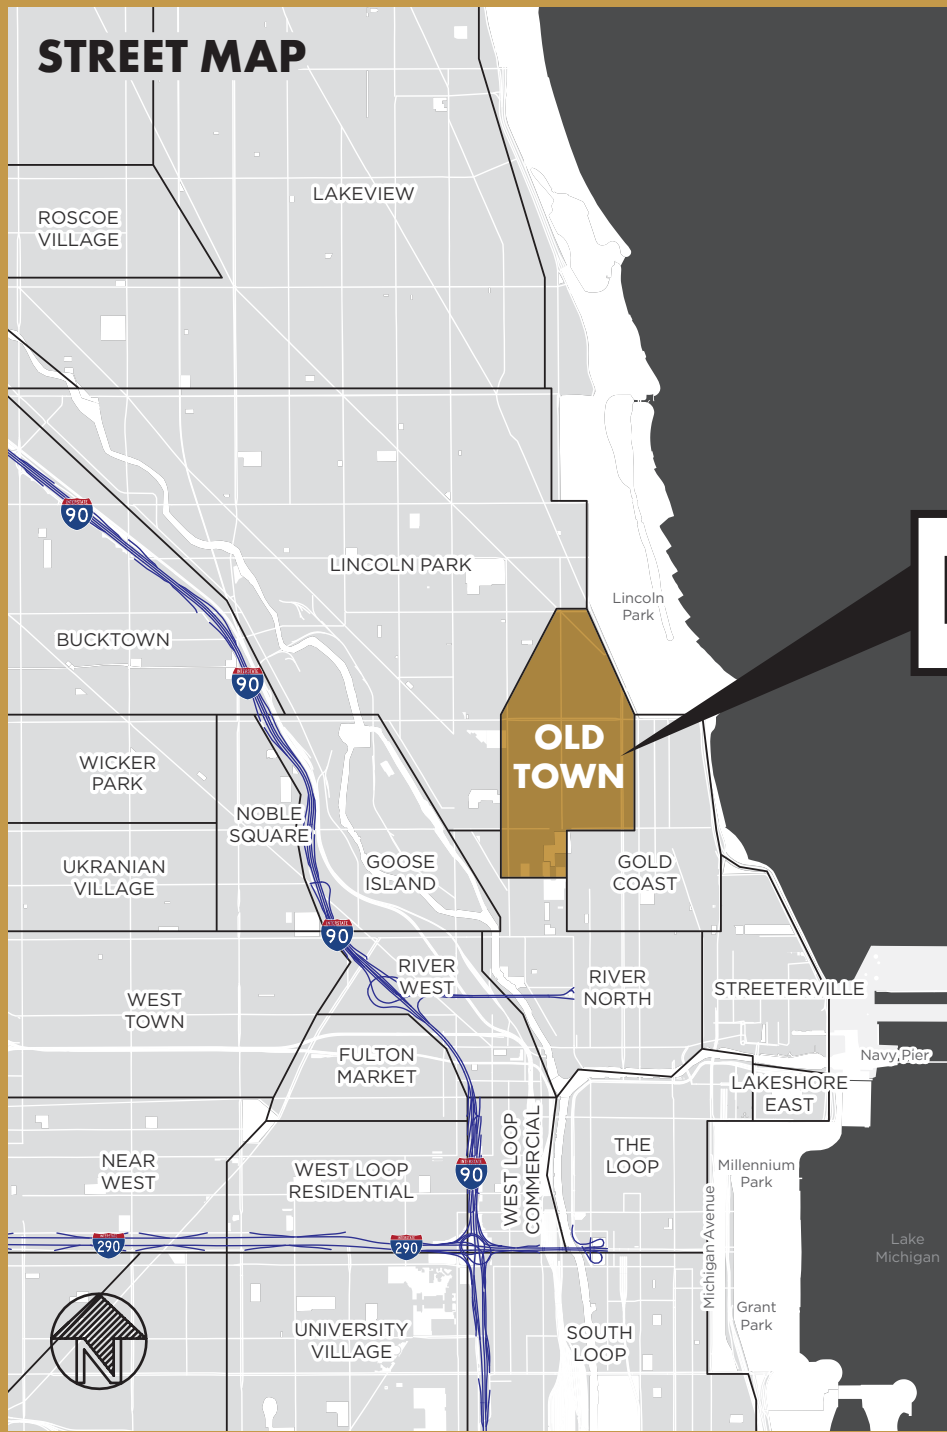 STREET MAP
LAKEVIEW
ROSCOE
VILLAGE
90
LINCOLN PARK
Lincoln
Park
BUCKTOWN
90
OLD
TOWN
WICKER
PARK
NOBLE
SQUARE
UKRANIAN
VILLAGE
GOOSE
ISLAND
GOLD
COAST
90
RIVER
WEST
RIVER
NORTH
STREETERVILLE
WEST
TOWN
FULTON
MARKET
Navy Pier
LAKESHORE
EAST
NEAR
WEST
WEST LOOP
RESIDENTIAL
90
WEST LOOP
COMMERCIAL
THE
LOOP
Millennium
Park
Michigan Avenue
Lake
Michigan
290
290
Grant
Park
UNIVERSITY
VILLAGE
SOUTH
LOOP
N